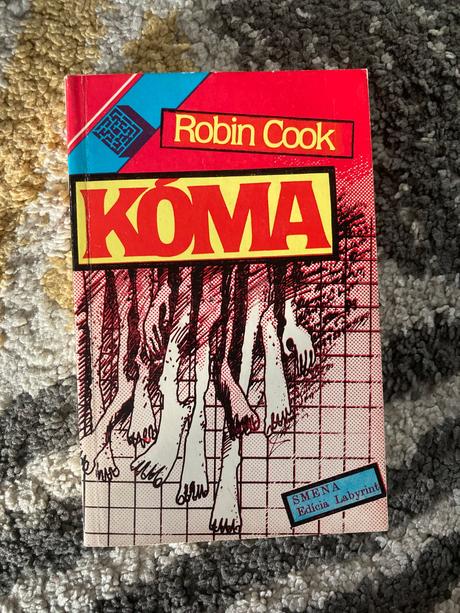 Robin Cook
KÓMA
SMENA
Edícia Labyrint